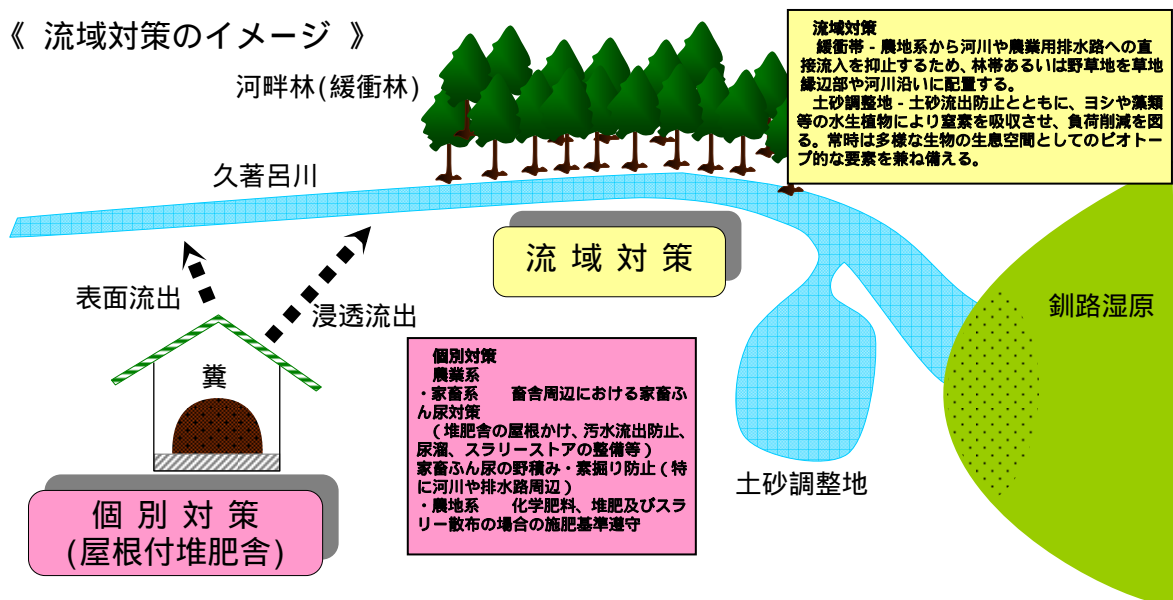 《 流域対策のイメージ 》
河畔林(緩衝林)
久著呂川
流域対策
緩衝帯 - 農地系から河川や農業用排水路への直
接流入を抑止するため、林帯あるいは野草地を草地
縁辺部や河川沿いに配置する。
土砂調整地 - 土砂流出防止とともに、ヨシや藻類
等の水生植物により窒素を吸収させ、負荷削減を図
る。常時は多様な生物の生息空間としてのビオトー
プ的な要素を兼ね備える。
流 域 対 策
表面流出
浸透流出
釧路湿原
糞
個別対策
農業系
・家畜系 畜舎周辺における家畜ふ
ん尿対策
(堆肥舎の屋根かけ、汚水流出防止、
尿溜、スラリーストアの整備等)
家畜ふん尿の野積み・素掘り防止(特
に河川や排水路周辺)
・農地系 化学肥料、堆肥及びスラ
リー散布の場合の施肥基準遵守
土砂調整地
個 別 対 策
(屋根付堆肥舎)